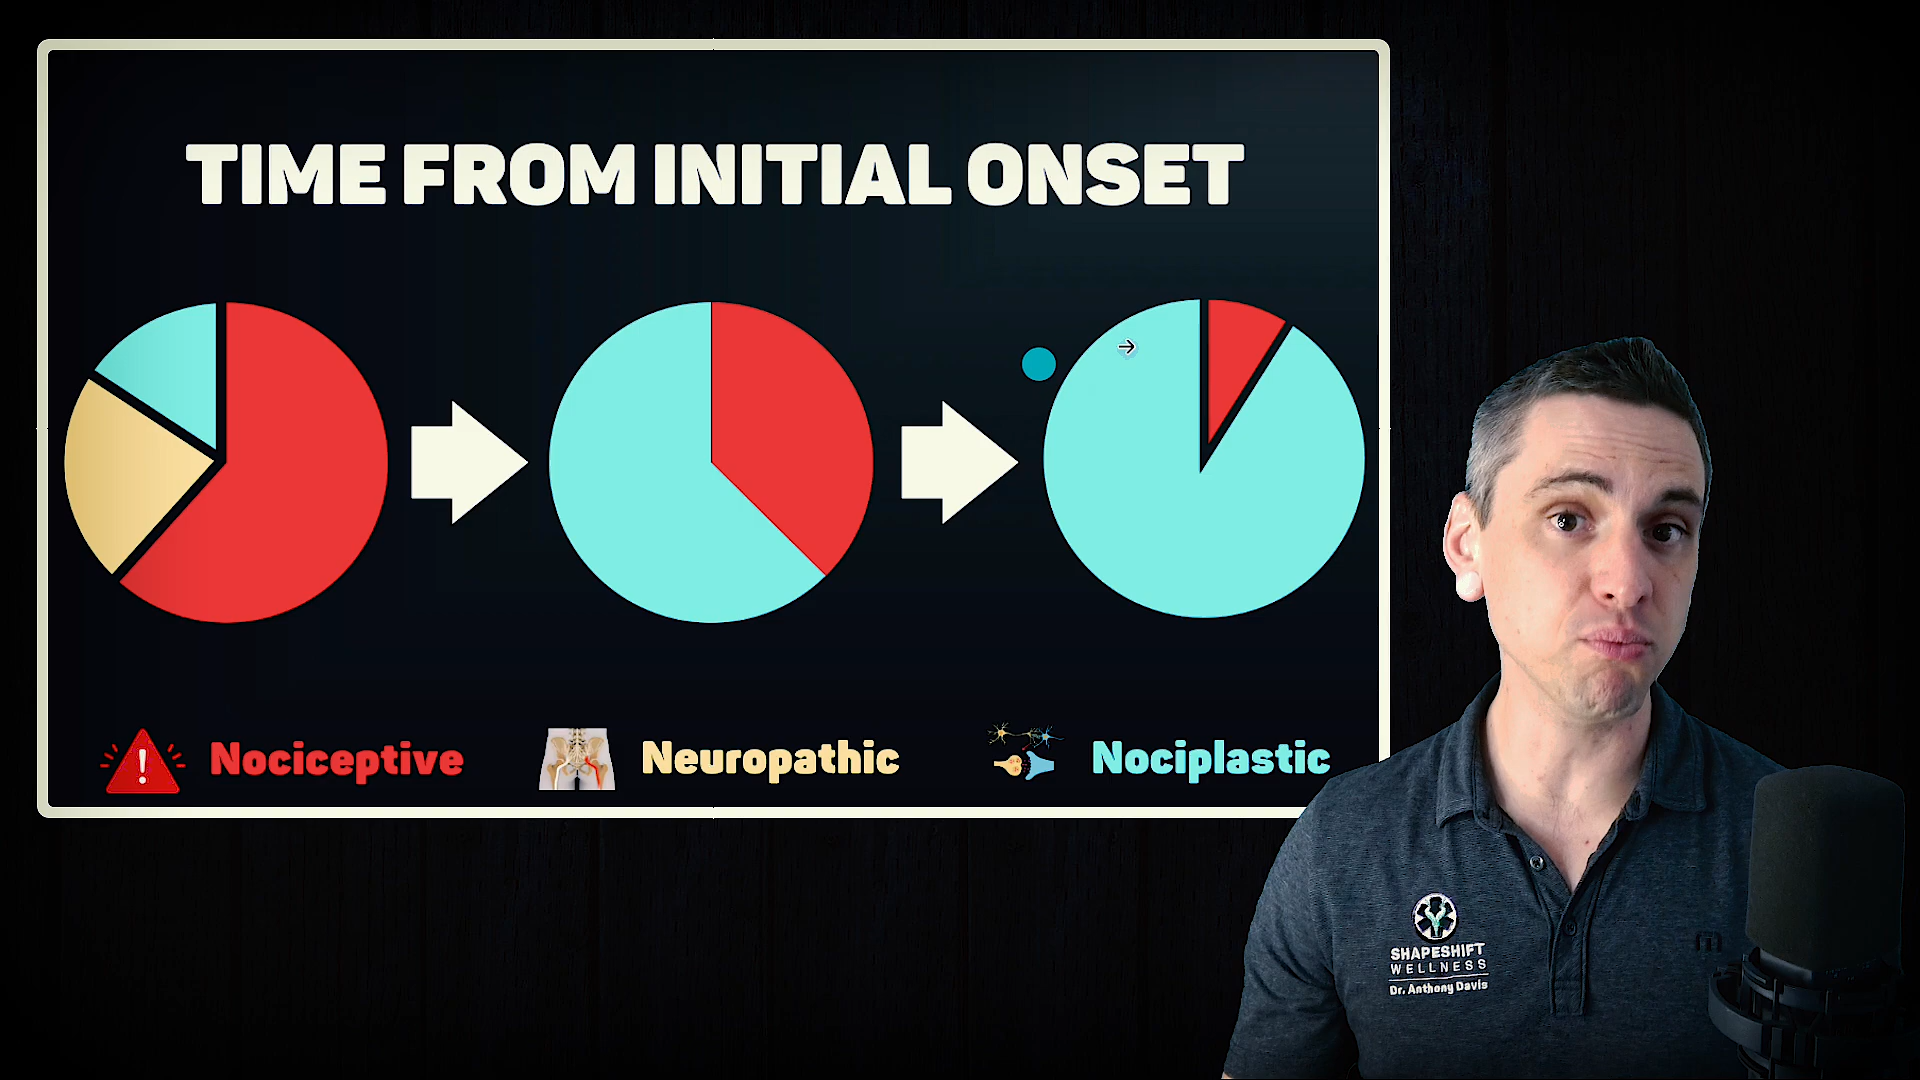 TIME FROM INITIAL ONSET
Nociceptive
Neuropathic
Nociplastic
SHAPESHIFT
WELLNESS
Dr. Anthony Davis